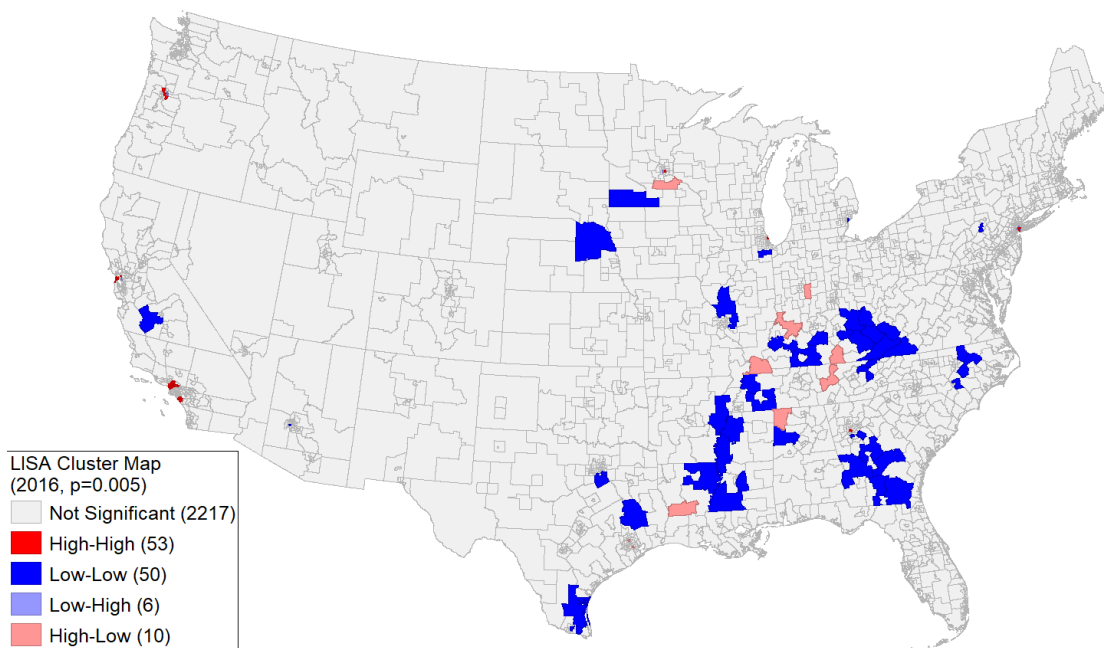 LISA Cluster Map
(2016, p=0.005)
Not Significant (2217)
High-High (53)
Low-Low (50)
Low-High (6)
High-Low (10)